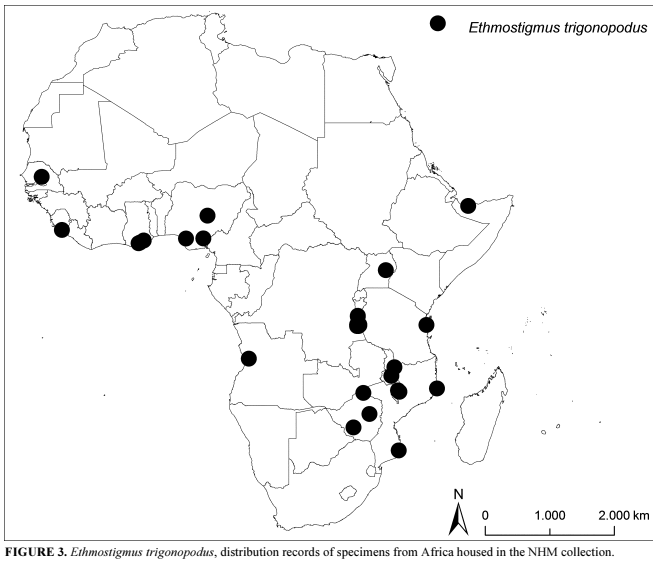 Ethmostigmus trigonopodus
N
0 1.000 2.000 km
FIGURE 3. Ethmostigmus trigonopodus, distribution records of specimens from Africa housed in the NHM collection.